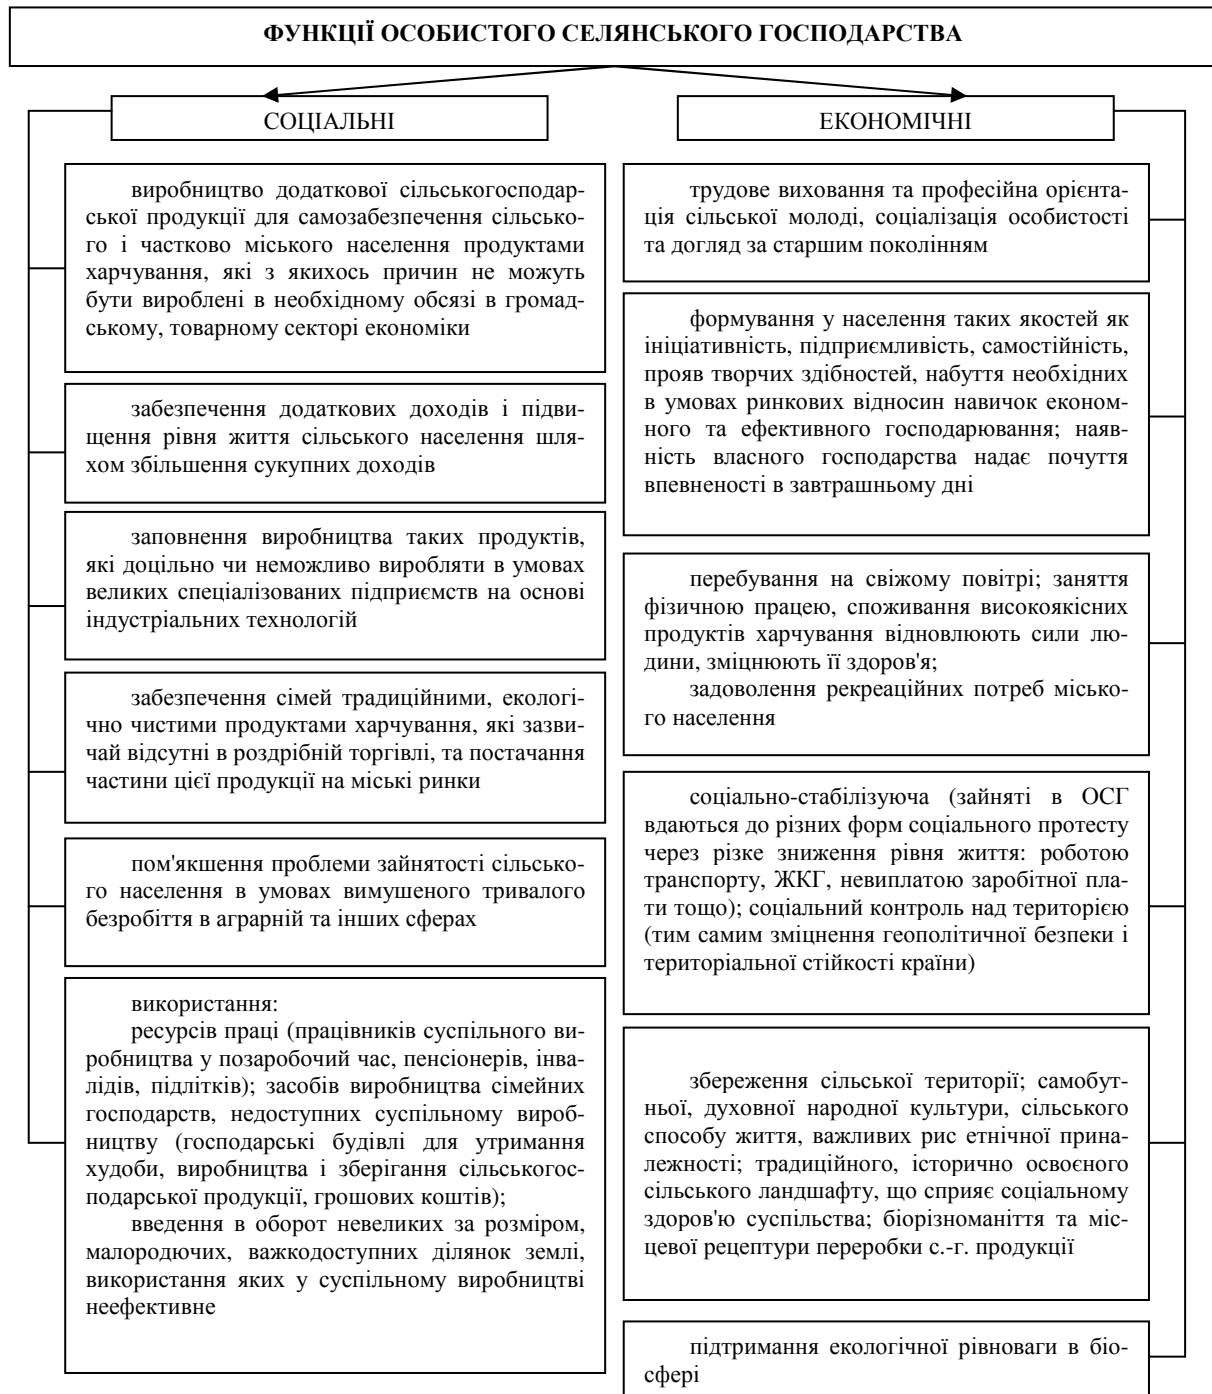 ФУНКЦІЇ ОСОБИСТОГО СЕЛЯНСЬКОГО ГОСПОДАРСТВА
СОЦІАЛЬНІ
виробництво додаткової сільськогосподар-
ської продукції для самозабезпечення сільсько-
го і частково міського населення продуктами
харчування, які з якихось причин не можуть
бути вироблені в необхідному обсязі в громад-
ському, товарному секторі економіки
забезпечення додаткових доходів і підви-
щення рівня життя сільського населення шля-
хом збільшення сукупних доходів
заповнення виробництва таких продуктів,
які доцільно чи неможливо виробляти в умовах
великих спеціалізованих підприємств на основі
індустріальних технологій
забезпечення сімей традиційними, еколо-
гічно чистими продуктами харчування, які зазви-
чай відсутні в роздрібній торгівлі, та постачання
частини цієї продукції на міські ринки
пом'якшення проблеми зайнятості сільсько-
го населення в умовах вимушеного тривалого
безробіття в аграрній та інших сферах
використання:
ресурсів праці (працівників суспільного ви-
робництва у позаробочий час, пенсіонерів, інва-
лідів, підлітків); засобів виробництва сімейних
господарств, недоступних суспільному вироб-
ництву (господарські будівлі для утримання
худоби, виробництва і зберігання сільськогос-
подарської продукції, грошових коштів);
введення в оборот невеликих за розміром,
малородючих, важкодоступних ділянок землі,
використання яких у суспільному виробництві
неефективне
ЕКОНОМІЧНІ
трудове виховання та професійна орієнта-
ція сільської молоді, соціалізація особистості
та догляд за старшим поколінням
формування у населення таких якостей як
ініціативність, підприємливість, самостійність,
прояв творчих здібностей, набуття необхідних
в умовах ринкових відносин навичок економ-
ного та ефективного господарювання; наяв-
ність власного господарства надає почуття
впевненості в завтрашньому дні
перебування на свіжому повітрі; заняття
фізичною працею, споживання високоякісних
продуктів харчування відновлюють сили лю-
дини, зміцнюють її здоров'я;
задоволення рекреаційних потреб місько-
го населення
соціально-стабілізуюча (зайняті в ОСГ
вдаються до різних форм соціального протесту
через різке зниження рівня життя: роботою
транспорту, ЖКГ, невиплатою заробітної пла-
ти тощо); соціальний контроль над територією
(тим самим зміцнення геополітичної безпеки і
територіальної стійкості країни)
збереження сільської території; самобут-
ньої, духовної народної культури, сільського
способу життя, важливих рис етнічної прина-
лежності; традиційного, історично освоєного
сільського ландшафту, що сприяє соціальному
здоров'ю суспільства; біорізноманіття та міс-
цевої рецептури переробки с.-г. продукції
підтримання екологічної рівноваги в біо-
сфері